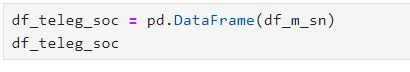 df_teleg_soc = pd.DataFrame(df_m_sn)
df_teleg_soc